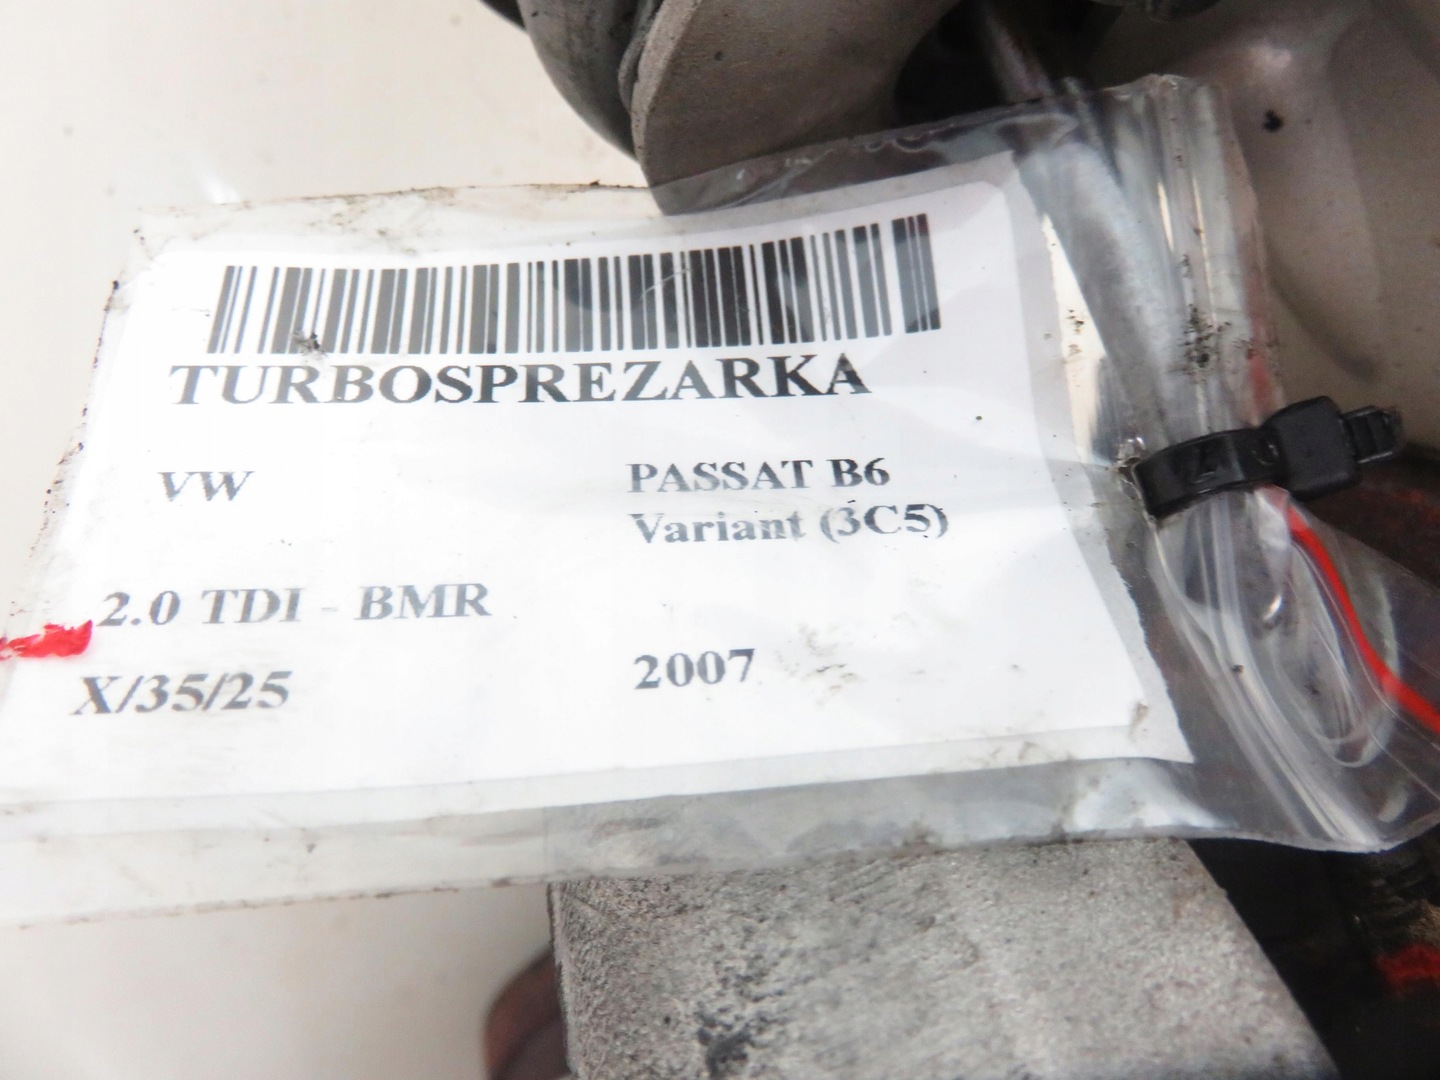 TURBOSPREZARKA
VW
PASSAT B6
Variant (3C5)
2.0 TDI - BMR
X/35/25
2007